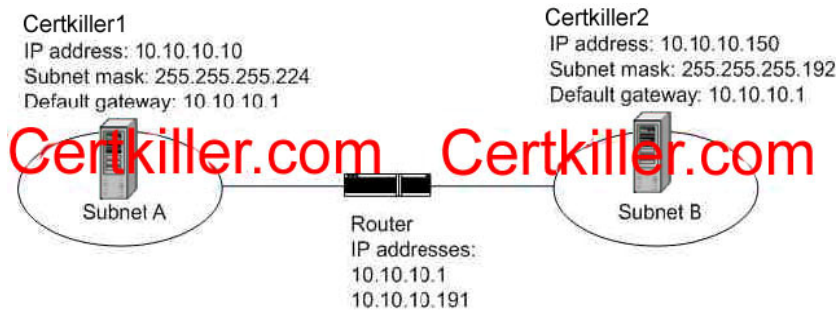 Certkiller1
IP address: 10.10.10.10
Subnet mask: 255.255.255.224
Default gateway: 10.10.10.1
Certkiller2
IP address: 10.10.10.150
Subnet mask: 255.255.255.192
Default gateway: 10.10.10.1
Certkiller.com
Certkiller.com
Subnet A
Subnet B
Router
IP addresses:
10.10.10.1
10.10.10.191